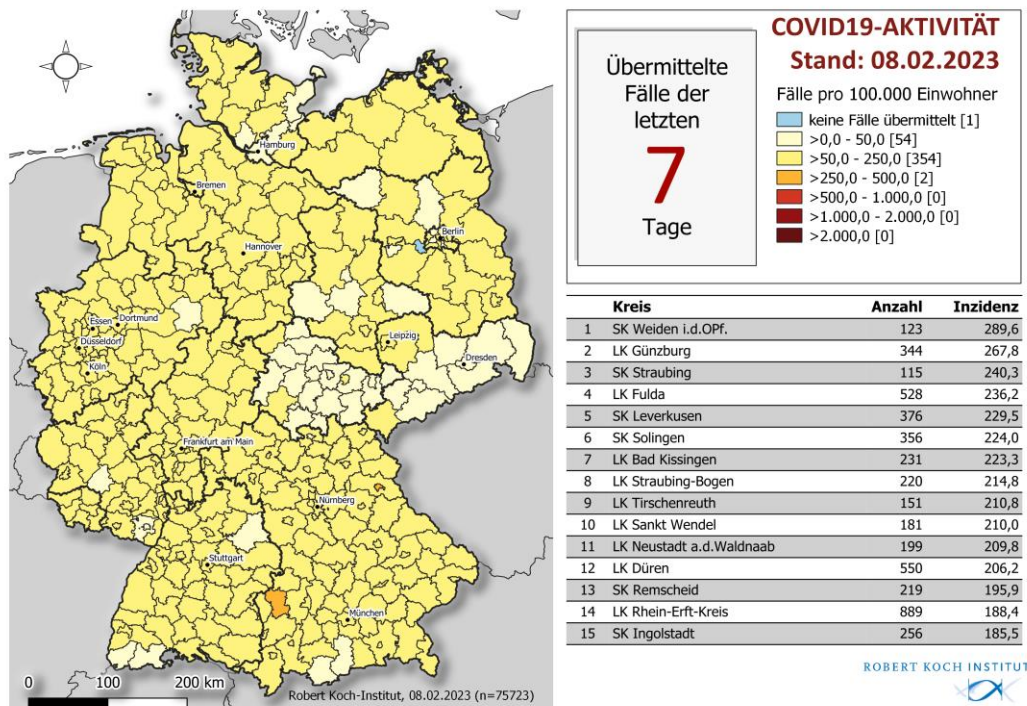 Hamburg
Bremen
Berlin
Hannover
Essen
Dortmund
Düsseldorf
Köln
Leipzig
Dresden
Frankfurt am Main
Nürnberg
Stuttgart
München
0 100 200 km
Robert Koch-Institut, 08.02.2023 (n=75723)
Übermittelte
Fälle der
letzten
7
Tage
COVID19-AKTIVITÄT
Stand: 08.02.2023
Fälle pro 100.000 Einwohner
keine Fälle übermittelt [1]
>0,0 - 50,0 [54]
>50,0 - 250,0 [354]
>250,0 - 500,0 [2]
>500,0 - 1.000,0 [0]
>1.000,0 - 2.000,0 [0]
>2.000,0 [0]
Kreis Anzahl Inzidenz
1 SK Weiden i.d.OPf. 123 289,6
2 LK Günzburg 344 267,8
3 SK Straubing 115 240,3
4 LK Fulda 528 236,2
5 SK Leverkusen 376 229,5
6 SK Solingen 356 224,0
7 LK Bad Kissingen 231 223,3
8 LK Straubing-Bogen 220 214,8
9 LK Tirschenreuth 151 210,8
10 LK Sankt Wendel 181 210,0
11 LK Neustadt a.d.Waldnaab 199 209,8
12 LK Düren 550 206,2
13 SK Remscheid 219 195,9
14 LK Rhein-Erft-Kreis 889 188,4
15 SK Ingolstadt 256 185,5
ROBERT KOCH INSTITUT